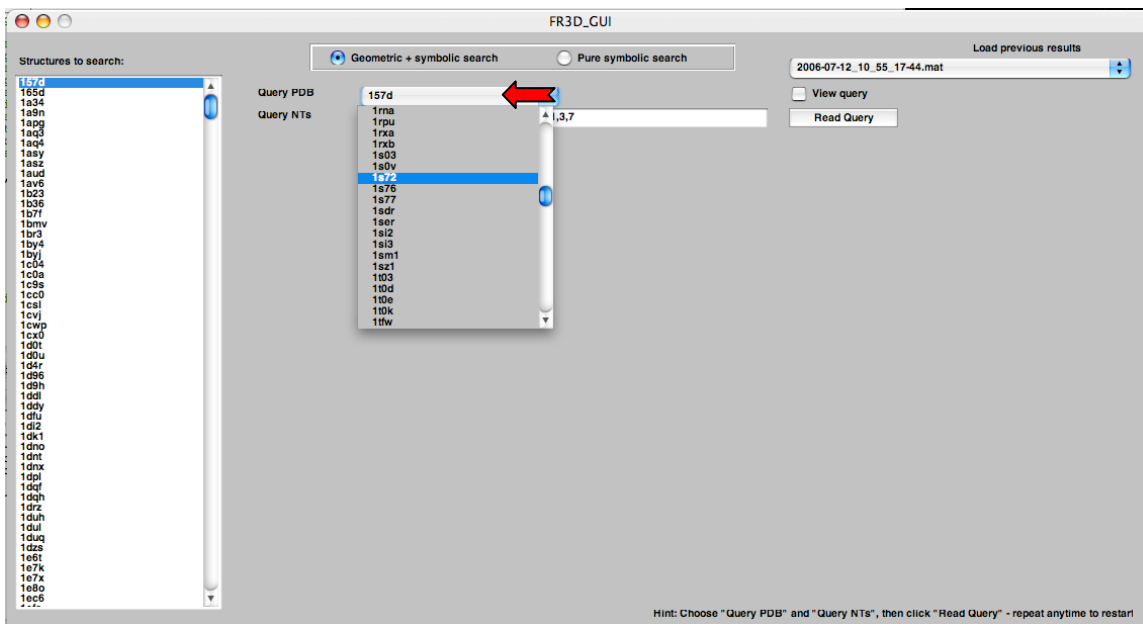 FR3D_GUI
Structures to search:
Geometric + symbolic search
Pure symbolic search
Load previous results
2006-07-12_10_55_17-44.mat
Query PDB
157d
View query
Query NTs
,3,7
Read Query
157d
165d
1a34
1a9n
1apg
1aq3
1aq4
1asy
1asz
1aud
1av6
1b23
1b36
1b7f
1bmv
1br3
1by4
1byj
1c04
1c0a
1c9s
1cc0
1csl
1cvj
1cwp
1cx0
1d0t
1d0u
1d4r
1d96
1d9h
1ddl
1ddy
1dfu
1di2
1dk1
1dno
1dnt
1dnx
1dpl
1dqf
1dqh
1drz
1duh
1dul
1duq
1dzs
1e6t
1e7k
1e7x
1e8o
1ec6
1rna
1rpu
1rxa
1rxb
1s03
1s0v
1s72
1s76
1s77
1sdr
1ser
1si2
1si3
1sm1
1sz1
1t03
1t0d
1t0e
1t0k
1tfw
Hint: Choose "Query PDB" and "Query NTs", then click "Read Query" - repeat anytime to restart